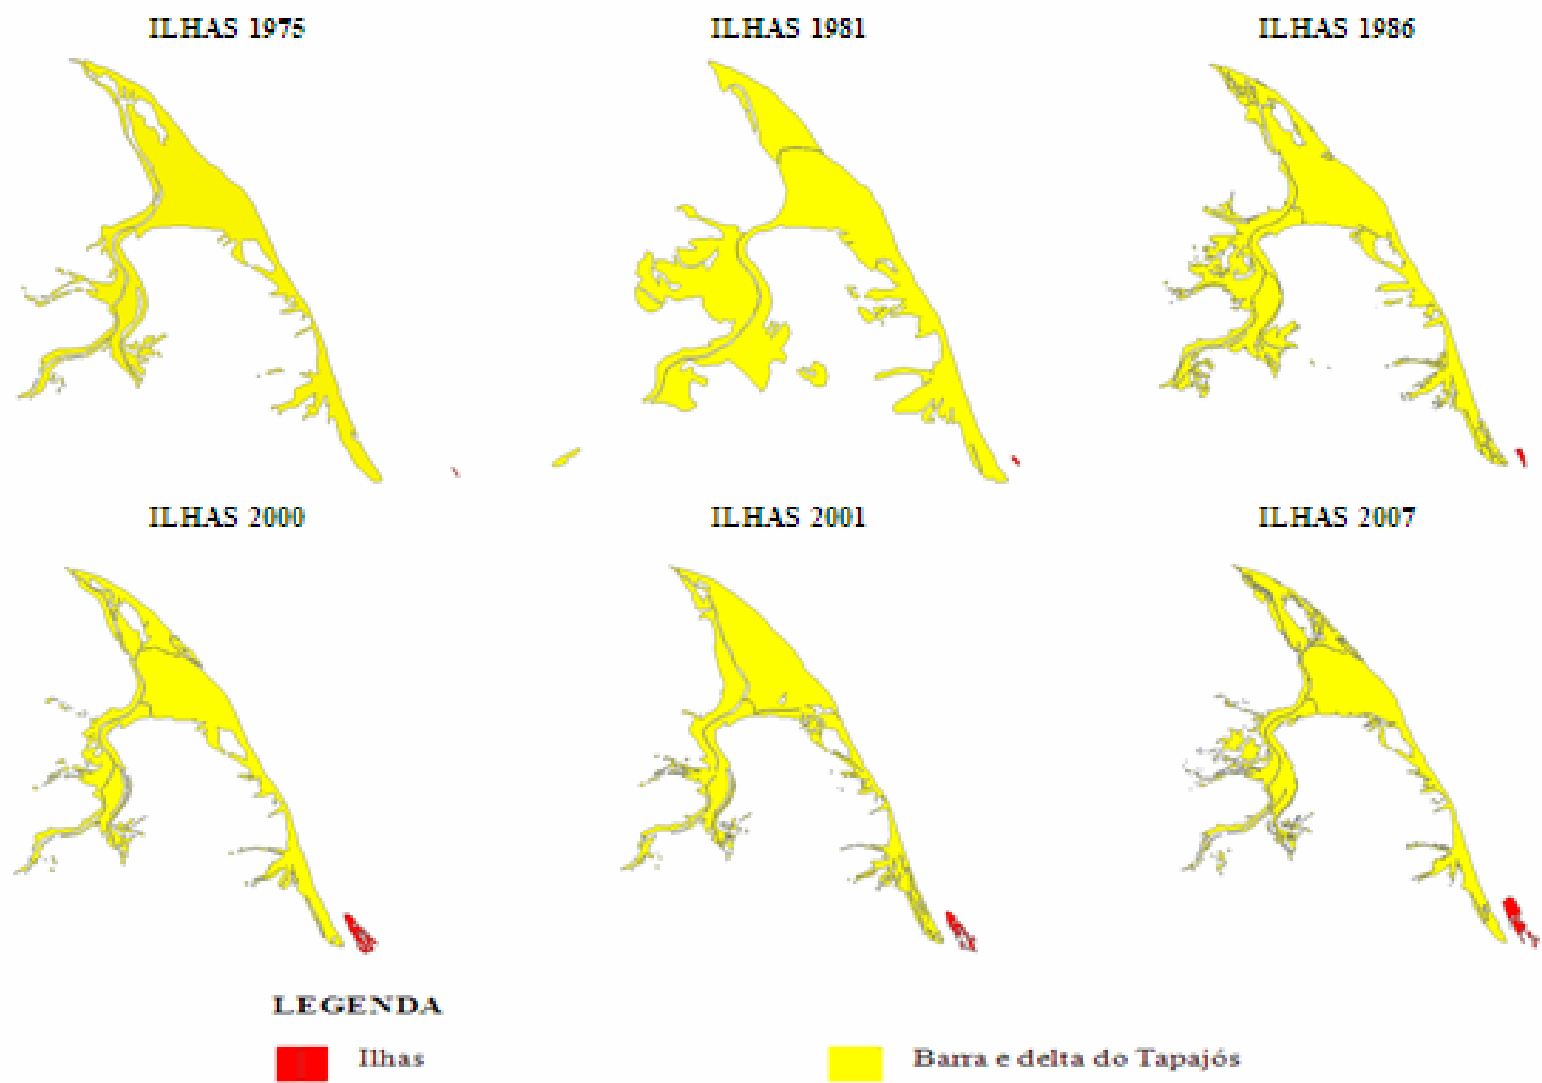 ILHAS 1975
ILHAS 1981
ILHAS 1986
ILHAS 2000
ILHAS 2001
ILHAS 2007
LEGENDA
Ilhas
Barra e delta do Tapajós